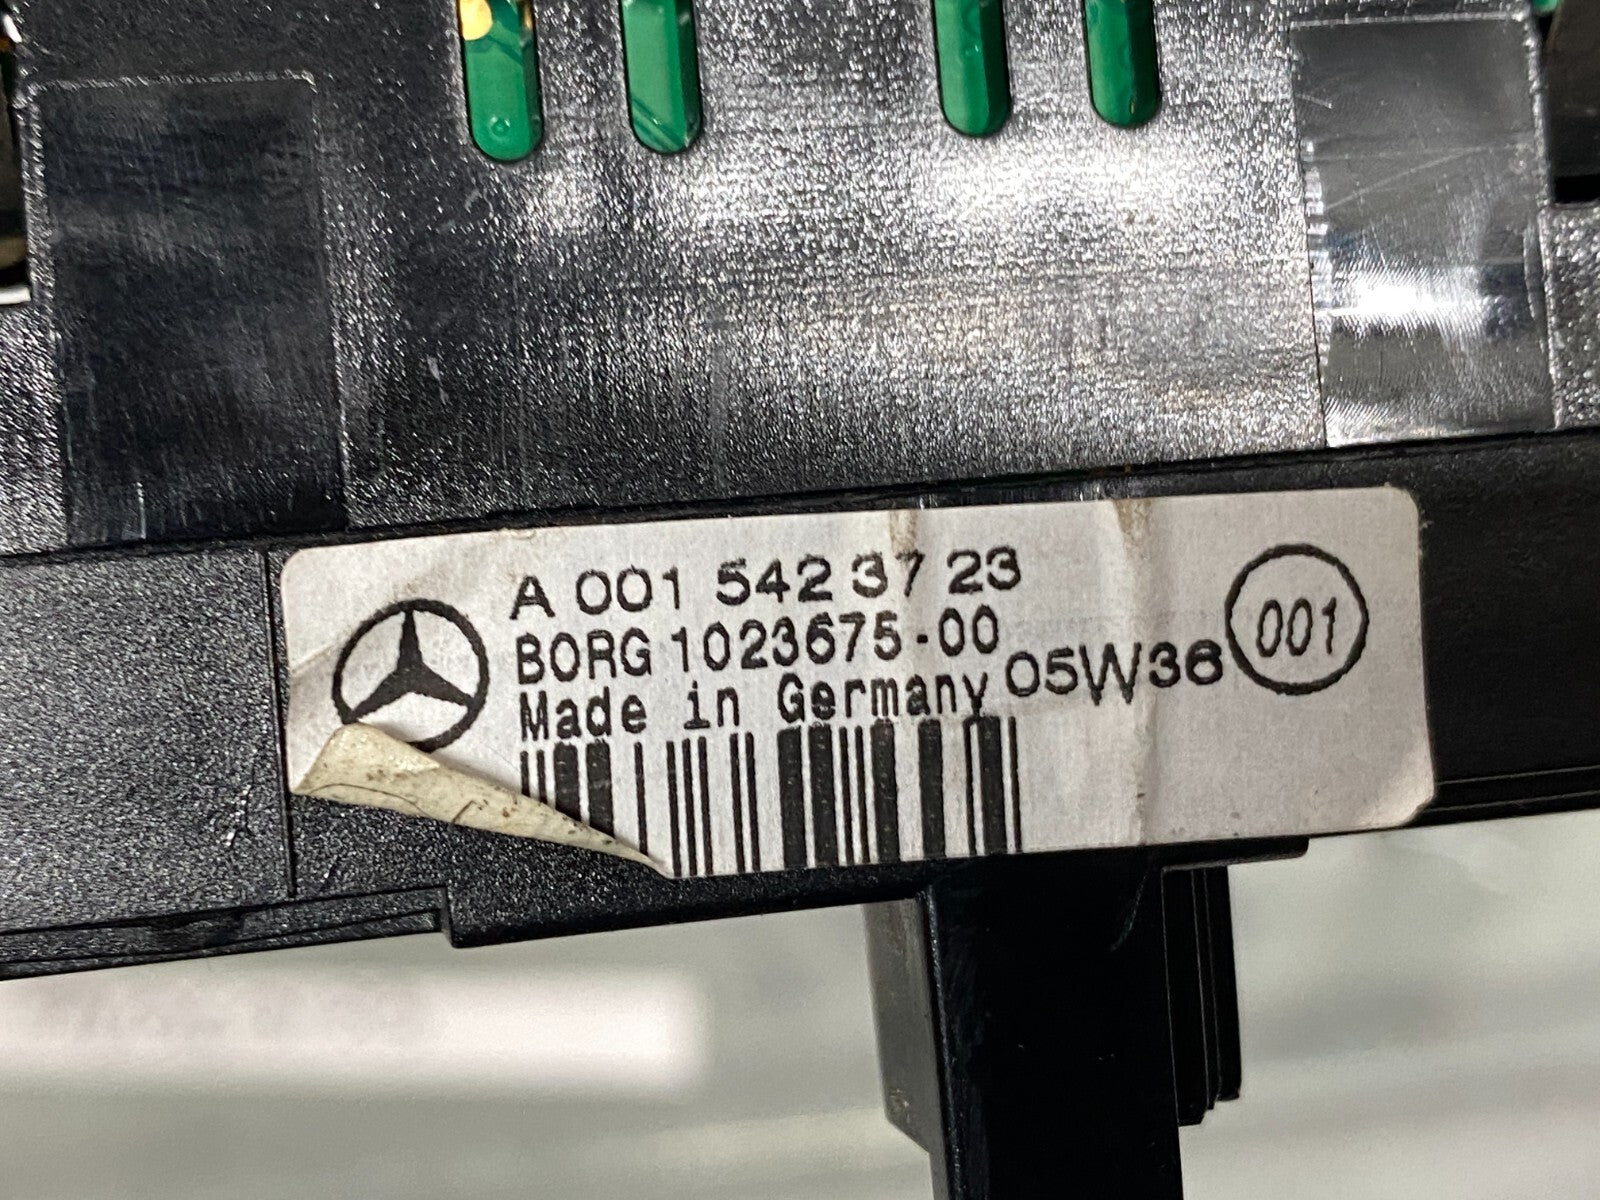 A 001 542 37 23
BORG 1023675-00
Made in Germany 05W36
001